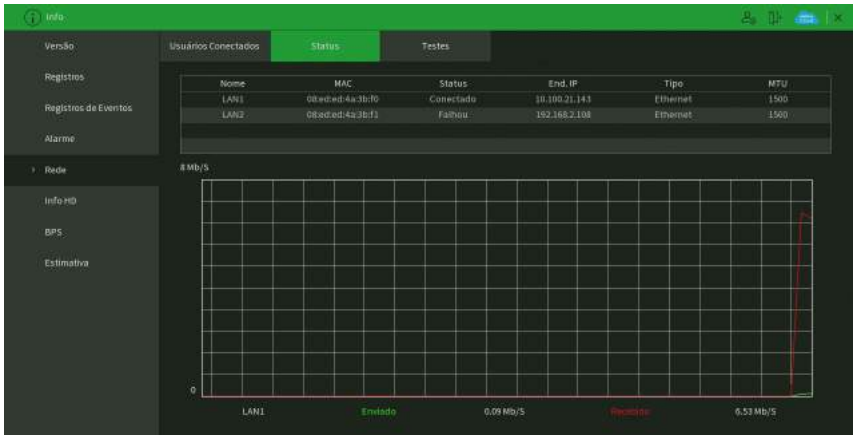 Info
Versão
Registros
Registros de Eventos
Alarme
Rede
Info HD
BPS
Estimativa
Usuários Conectados Status Testes
Nome MAC Status End. IP Tipo MTU
LAN1 08:ed:ed:4a:3b:f0 Conectado 10.100.21.143 Ethernet 1500
LAN2 08:ed:ed:4a:3b:f1 Falhou 192.168.2.108 Ethernet 1500
8 Mb/S
0
LAN1 Enviado 0.09 Mb/S Recebido 6.53 Mb/S